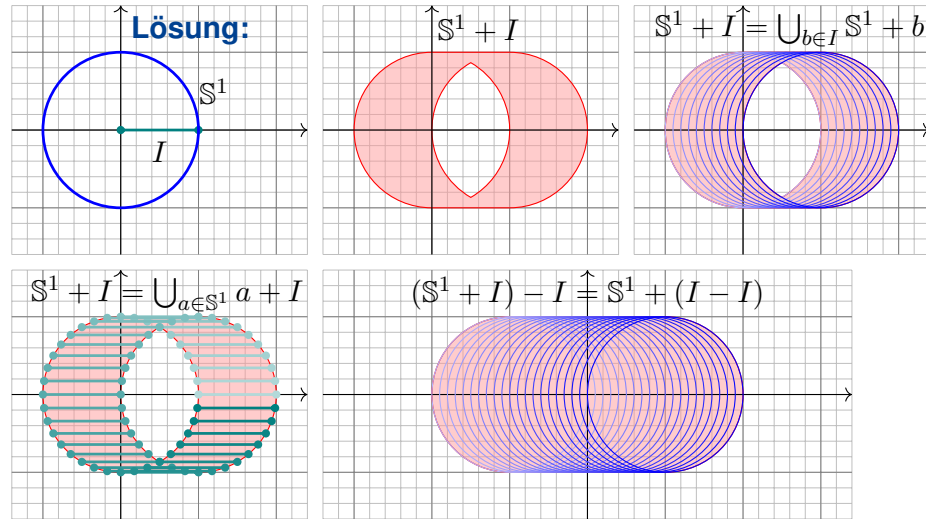 Lösung:
𝕊¹
I
𝕊¹ + I
𝕊¹ + I = ⋃_{b∈I} 𝕊¹ + b
𝕊¹ + I = ⋃_{a∈𝕊¹} a + I
(𝕊¹ + I) − I = 𝕊¹ + (I − I)